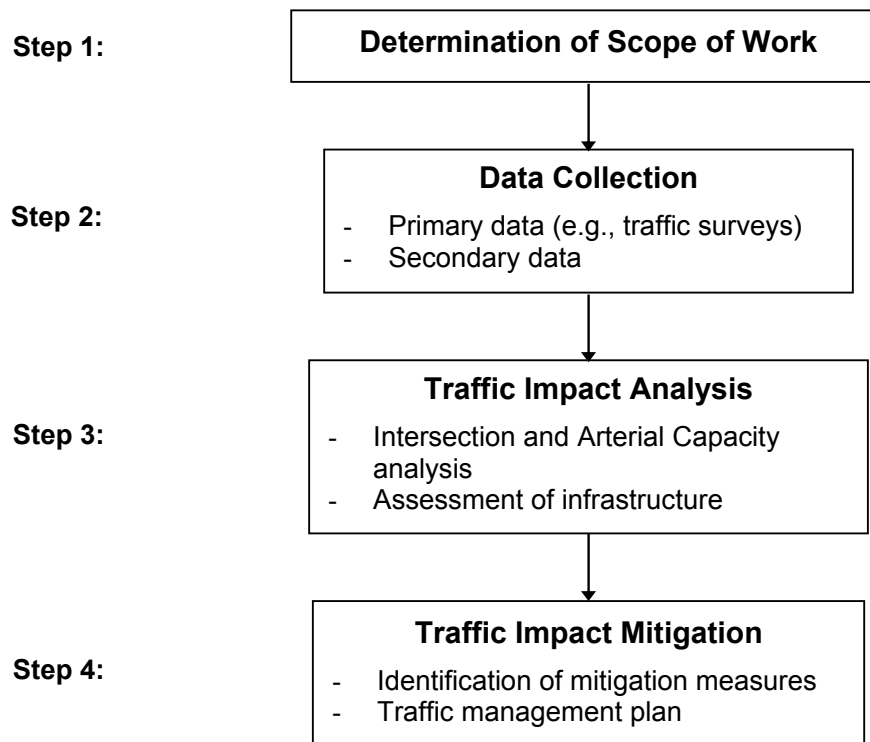 Step 1:
Determination of Scope of Work
Step 2:
Data Collection
- Primary data (e.g., traffic surveys)
- Secondary data
Step 3:
Traffic Impact Analysis
- Intersection and Arterial Capacity
analysis
- Assessment of infrastructure
Step 4:
Traffic Impact Mitigation
- Identification of mitigation measures
- Traffic management plan